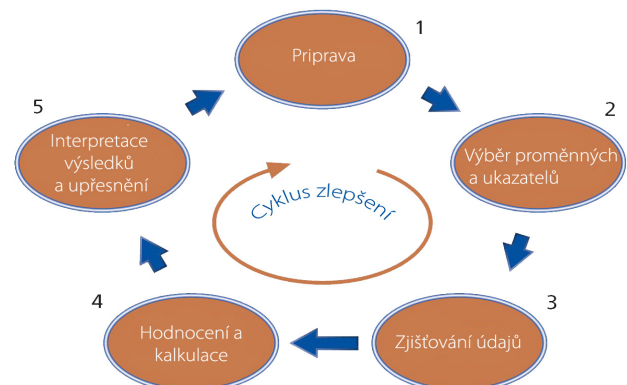 1
Priprava
2
Výběr proměnných
a ukazatelů
3
Zjišťování údajů
4
Hodnocení a
kalkulace
5
Interpretace
výsledků
a upřesnění
Cyklus zlepšení